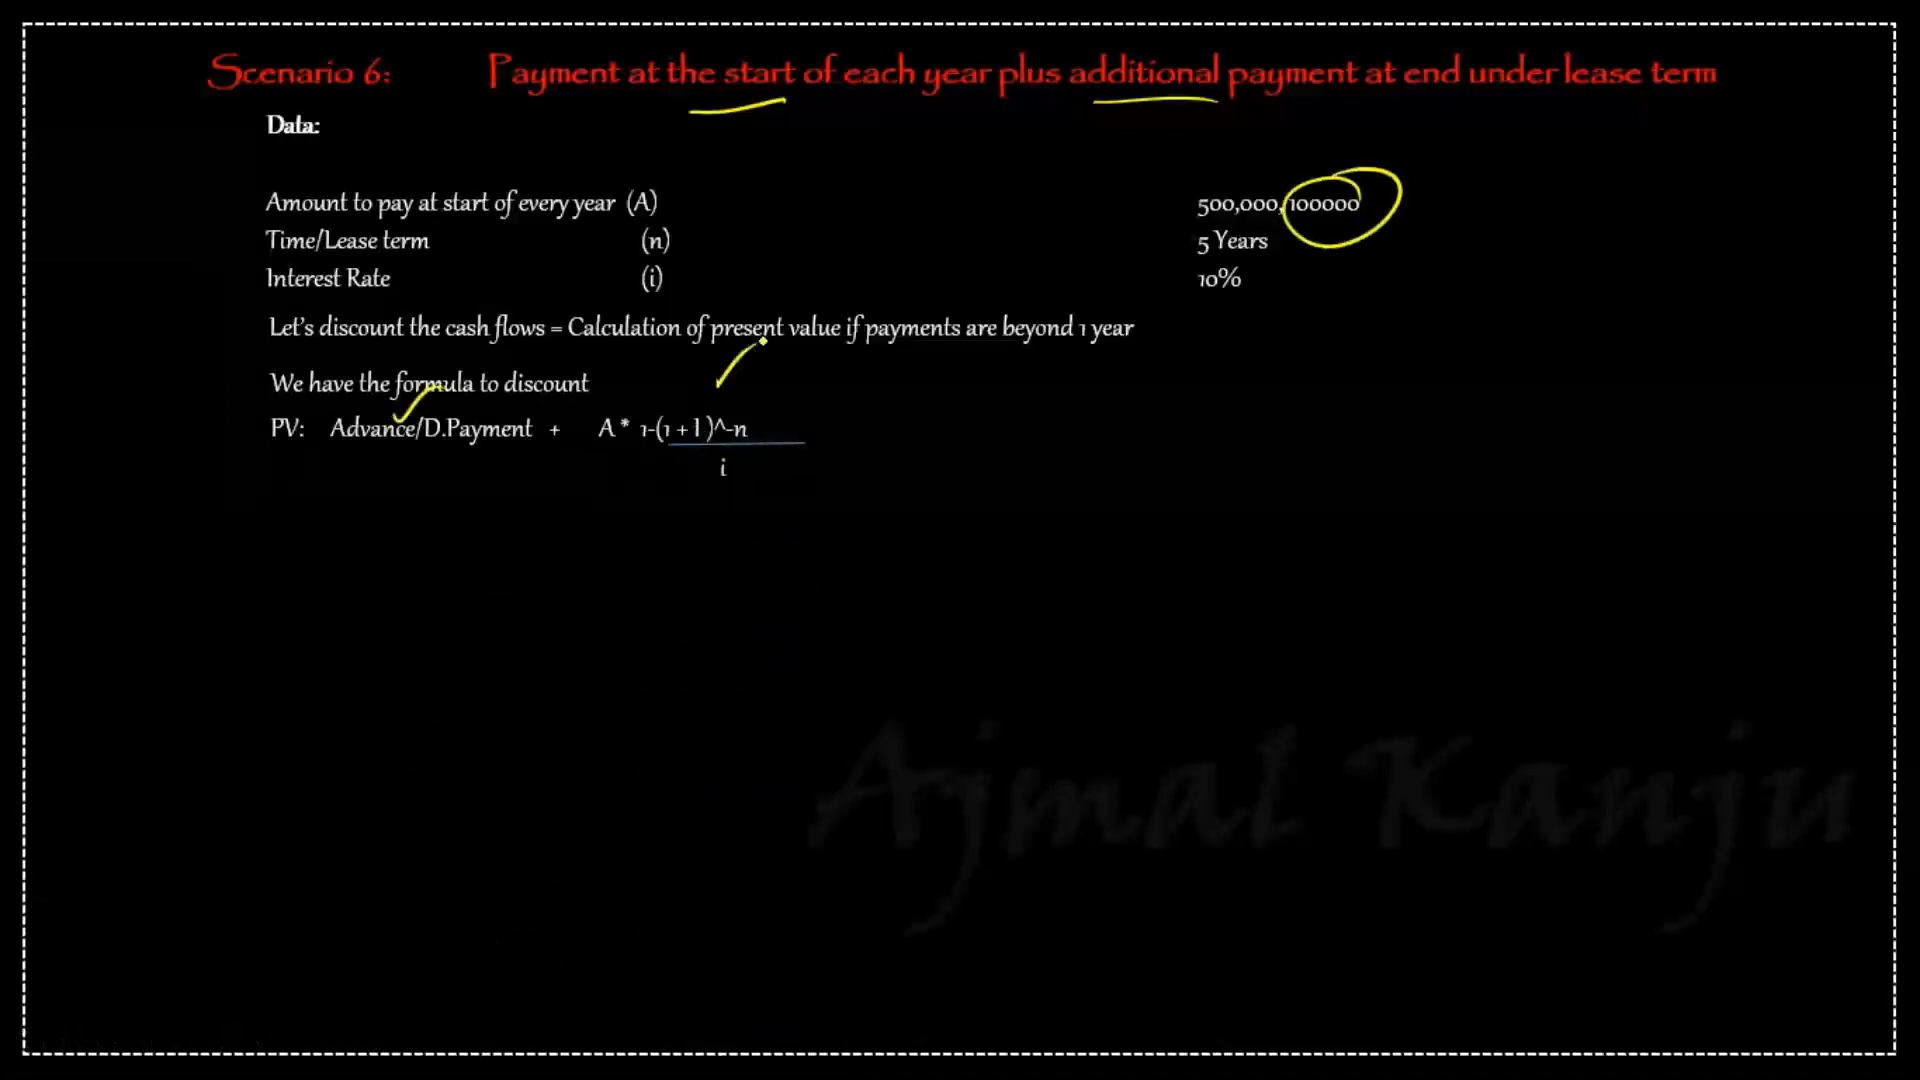 Scenario 6: Payment at the start of each year plus additional payment at end under lease term
Data:
Amount to pay at start of every year (A) 500,000, 100000
Time/Lease term (n) 5 Years
Interest Rate (i) 10%
Let's discount the cash flows = Calculation of present value if payments are beyond 1 year
We have the formula to discount
PV: Advance/D.Payment + A * 1-(1 + I )^-n
i
Ajmal Kanju